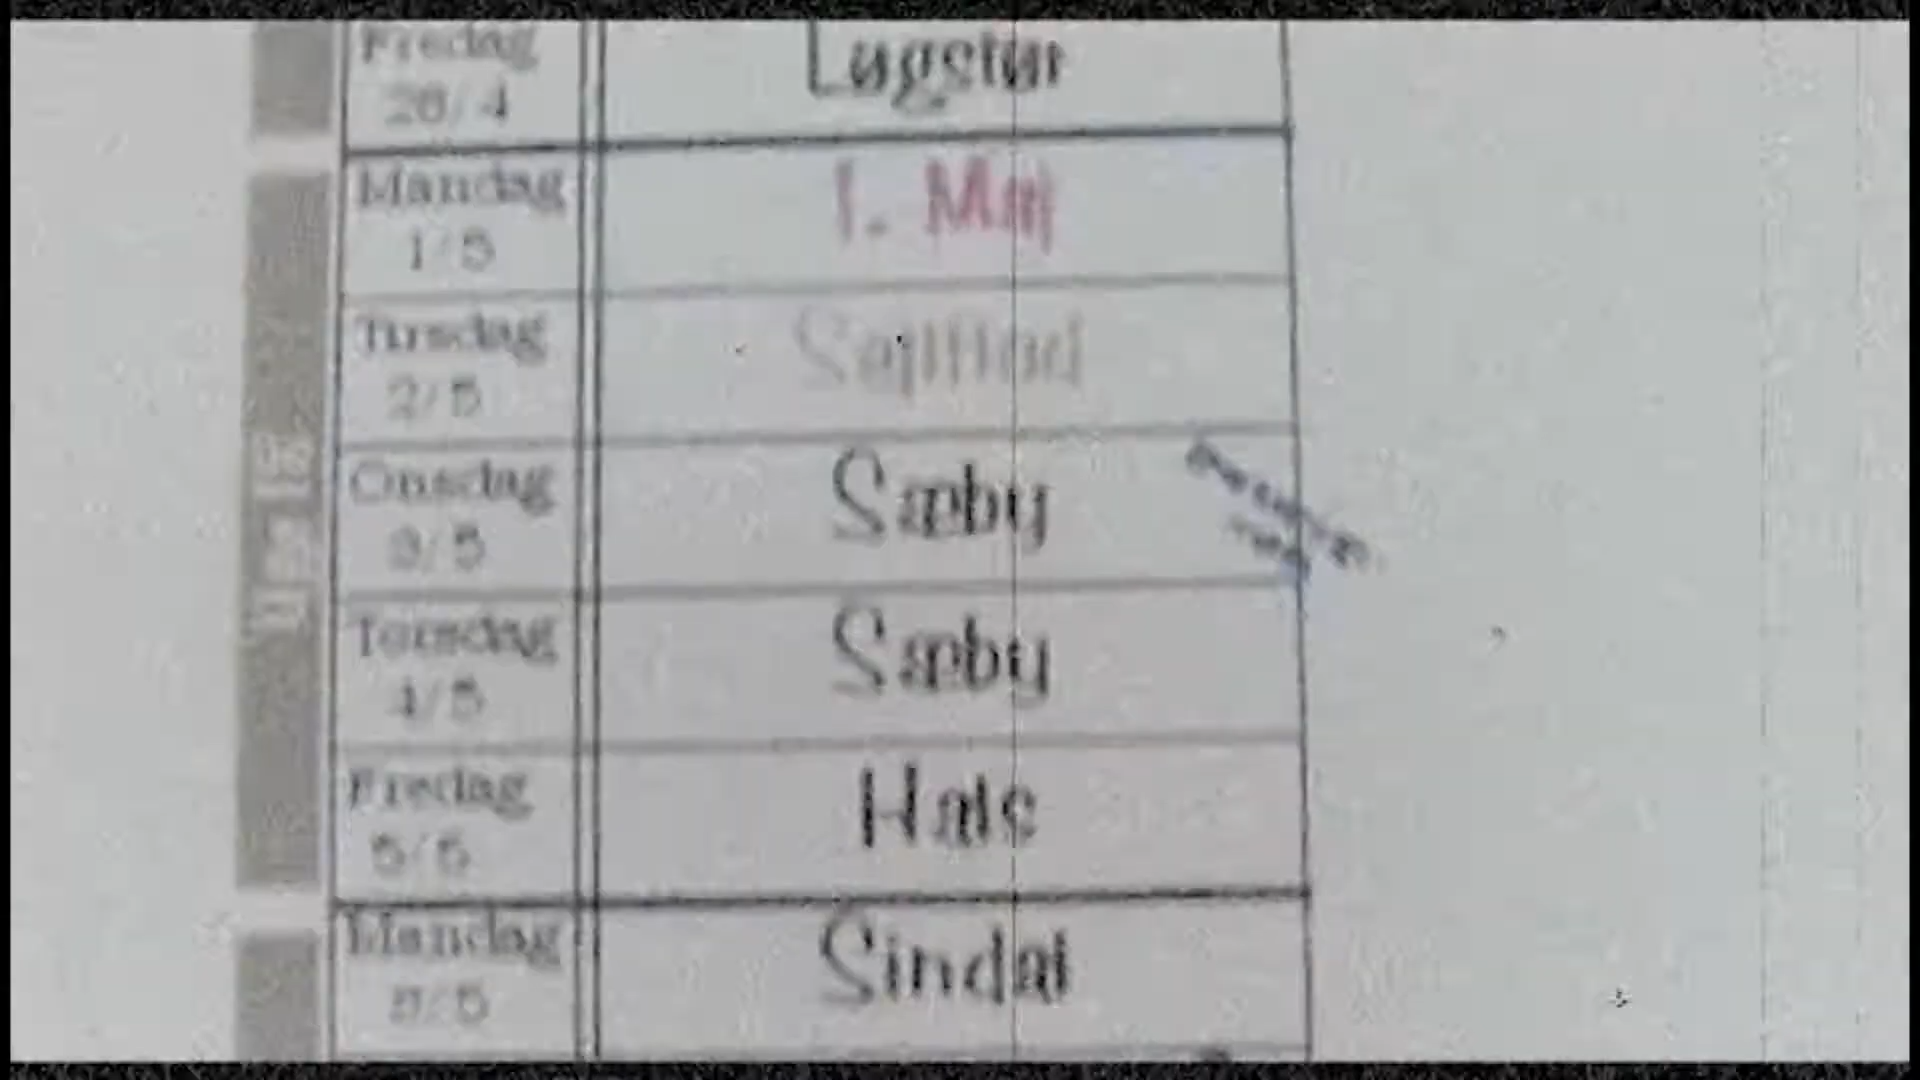 Fredag
28/4
Løgstør
Mandag
1/5
1. Maj
Tirsdag
2/5
Onsdag
3/5
Sæby
Torsdag
4/5
Sæby
Fredag
5/5
Hals
Mandag
8/5
Sindal